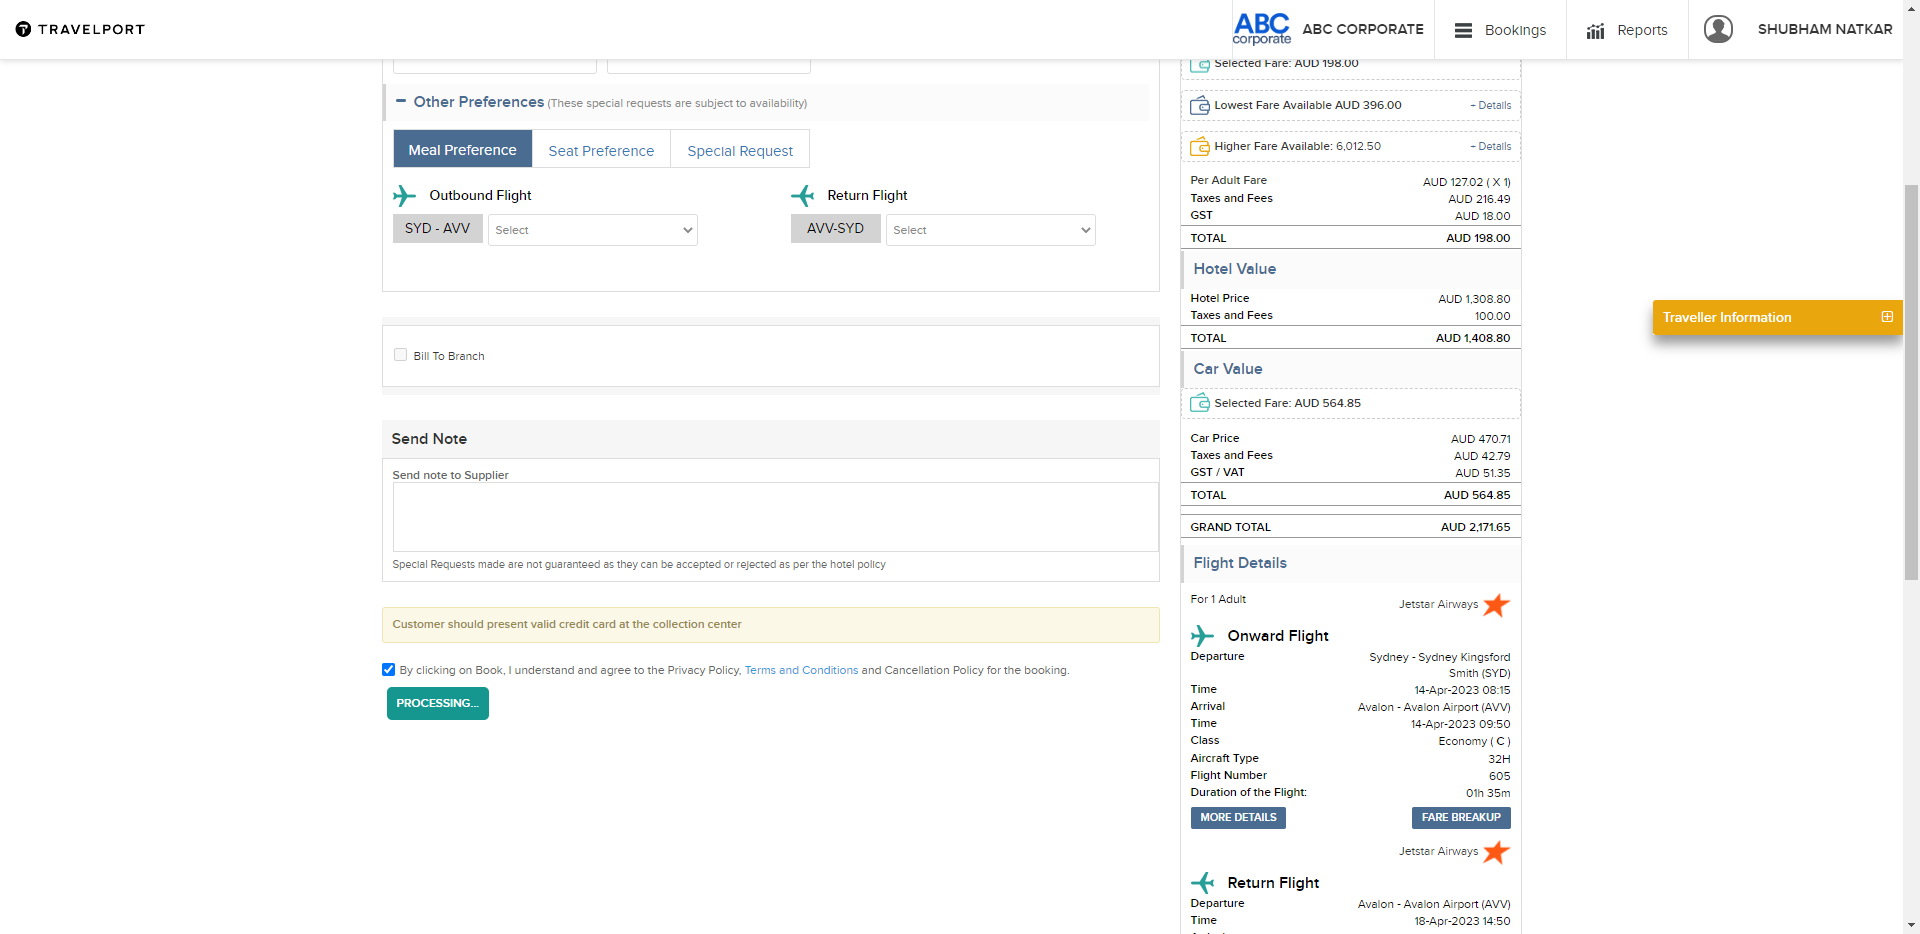 TRAVELPORT
ABC
corporate
ABC CORPORATE
Bookings
Reports
SHUBHAM NATKAR
Other Preferences (These special requests are subject to availability)
Meal Preference
Seat Preference
Special Request
Outbound Flight
Return Flight
SYD - AVV
Select
AVV-SYD
Select
Bill To Branch
Send Note
Send note to Supplier
Special Requests made are not guaranteed as they can be accepted or rejected as per the hotel policy
Customer should present valid credit card at the collection center
By clicking on Book, I understand and agree to the Privacy Policy, Terms and Conditions and Cancellation Policy for the booking.
PROCESSING...
Selected Fare: AUD 198.00
Lowest Fare Available AUD 396.00
+ Details
Higher Fare Available: 6,012.50
+ Details
Per Adult Fare AUD 127.02 ( X 1)
Taxes and Fees AUD 216.49
GST AUD 18.00
TOTAL AUD 198.00
Hotel Value
Hotel Price AUD 1,308.80
Taxes and Fees 100.00
TOTAL AUD 1,408.80
Car Value
Selected Fare: AUD 564.85
Car Price AUD 470.71
Taxes and Fees AUD 42.79
GST / VAT AUD 51.35
TOTAL AUD 564.85
GRAND TOTAL AUD 2,171.65
Flight Details
For 1 Adult
Jetstar Airways
Onward Flight
Departure Sydney - Sydney Kingsford
Smith (SYD)
Time 14-Apr-2023 08:15
Arrival Avalon - Avalon Airport (AVV)
Time 14-Apr-2023 09:50
Class Economy ( C )
Aircraft Type 32H
Flight Number 605
Duration of the Flight: 01h 35m
MORE DETAILS
FARE BREAKUP
Jetstar Airways
Return Flight
Departure Avalon - Avalon Airport (AVV)
Time 18-Apr-2023 14:50
Traveller Information